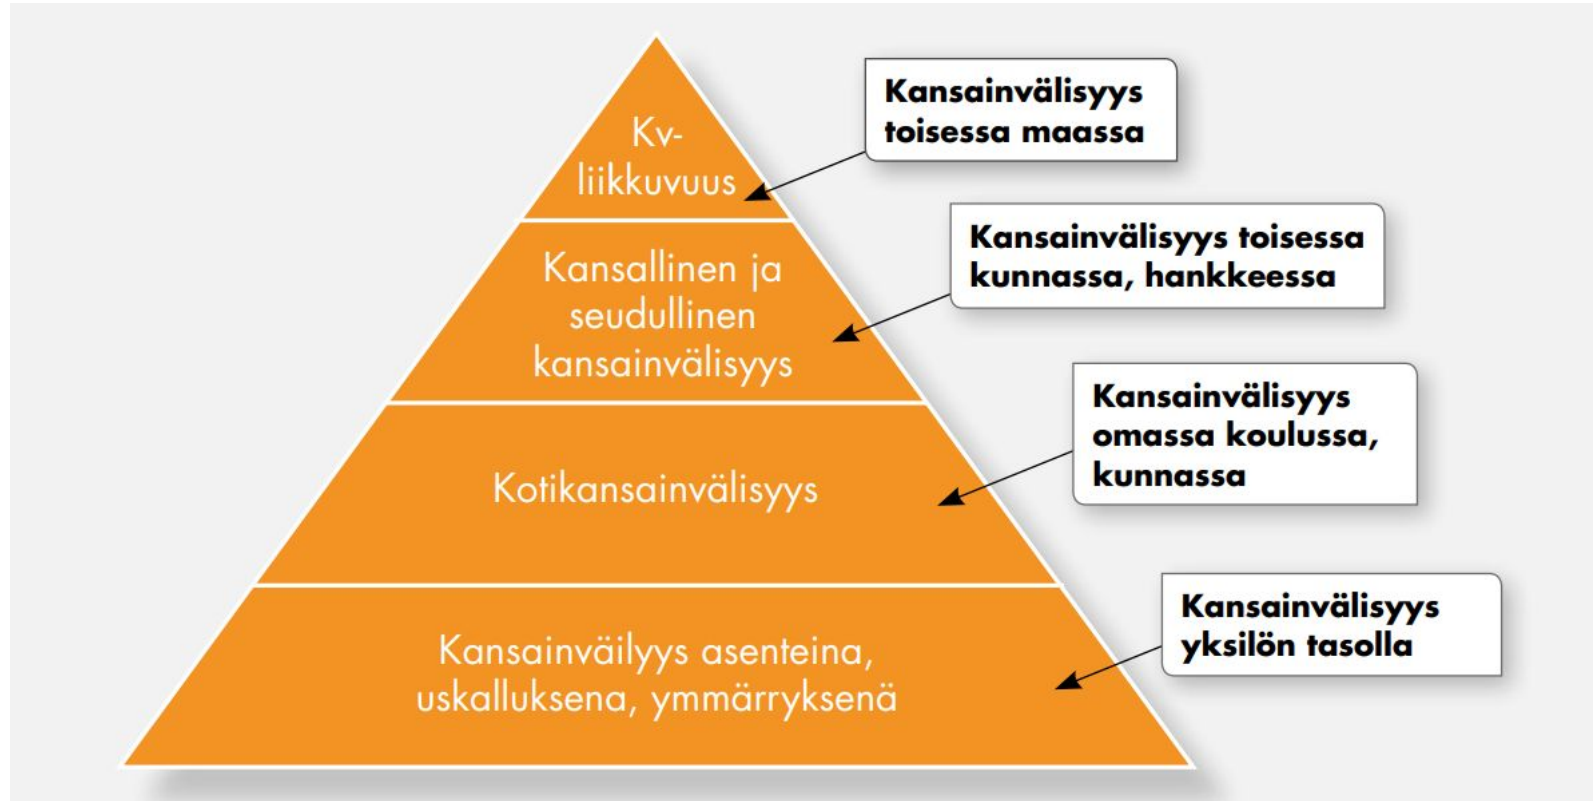 Kv-
liikkuvuus
Kansainvälisyys
toisessa maassa
Kansallinen ja
seudullinen
kansainvälisyys
Kansainvälisyys toisessa
kunnassa, hankkeessa
Kotikansainvälisyys
Kansainvälisyys
omassa koulussa,
kunnassa
Kansainväilyys asenteina,
uskalluksena, ymmärryksenä
Kansainvälisyys
yksilön tasolla